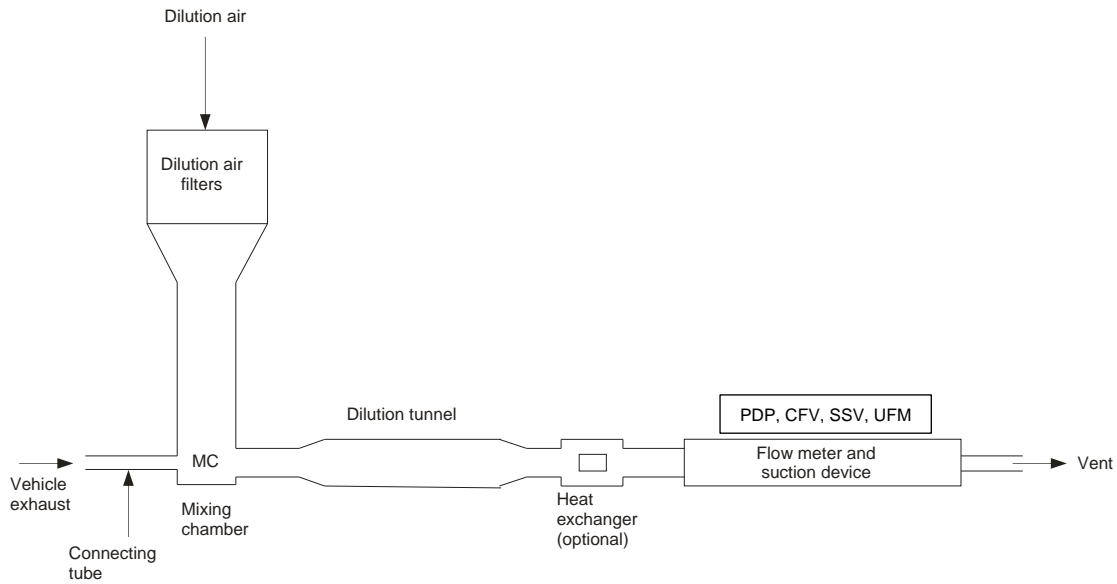 Dilution air
Dilution air
filters
Dilution tunnel
PDP, CFV, SSV, UFM
MC
Flow meter and
suction device
Vent
Vehicle
exhaust
Mixing
chamber
Heat
exchanger
(optional)
Connecting
tube